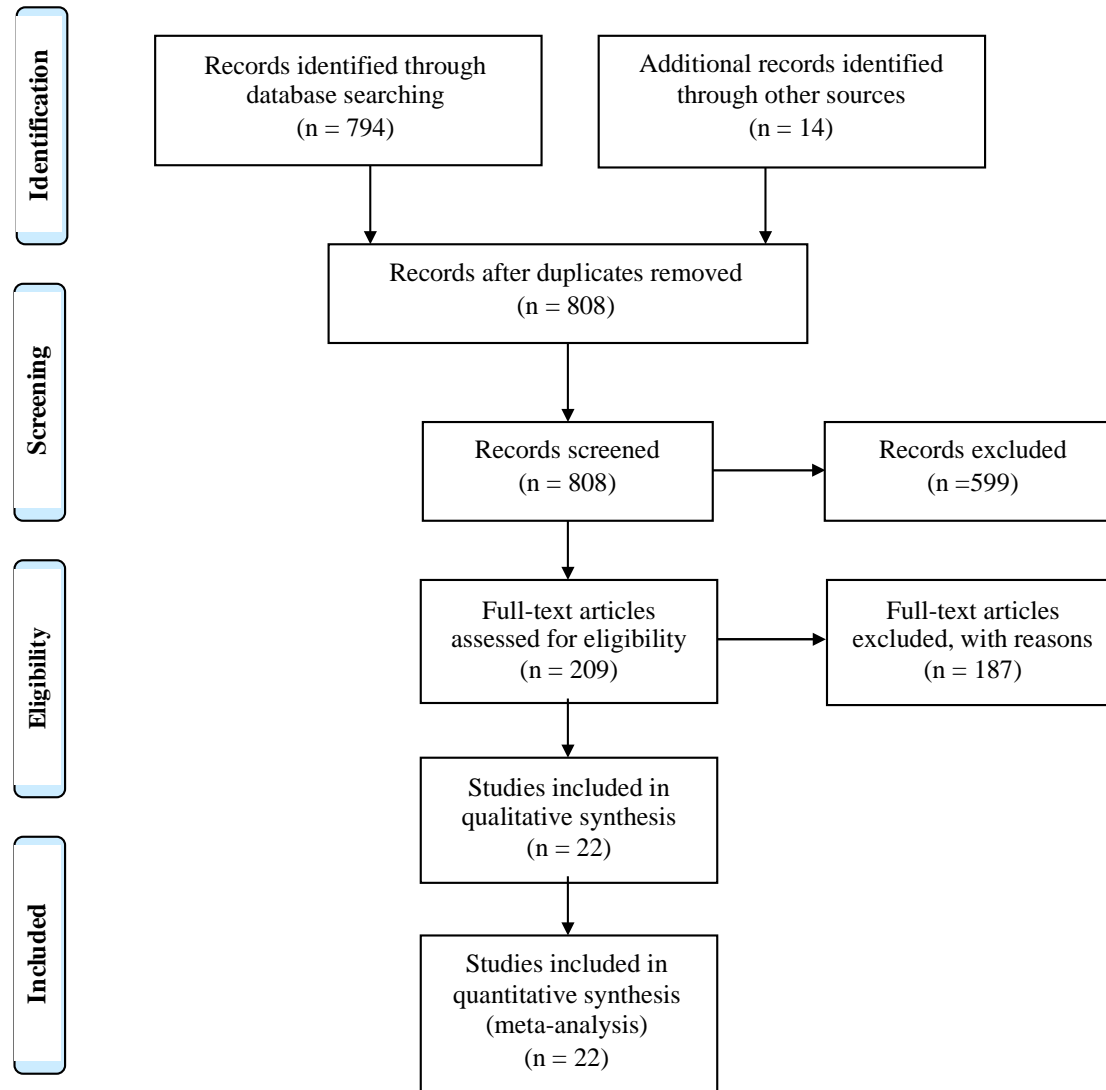 Identification
Records identified through
database searching
(n = 794)
Additional records identified
through other sources
(n = 14)
Records after duplicates removed
(n = 808)
Screening
Records screened
(n = 808)
Records excluded
(n =599)
Eligibility
Full-text articles
assessed for eligibility
(n = 209)
Full-text articles
excluded, with reasons
(n = 187)
Studies included in
qualitative synthesis
(n = 22)
Included
Studies included in
quantitative synthesis
(meta-analysis)
(n = 22)